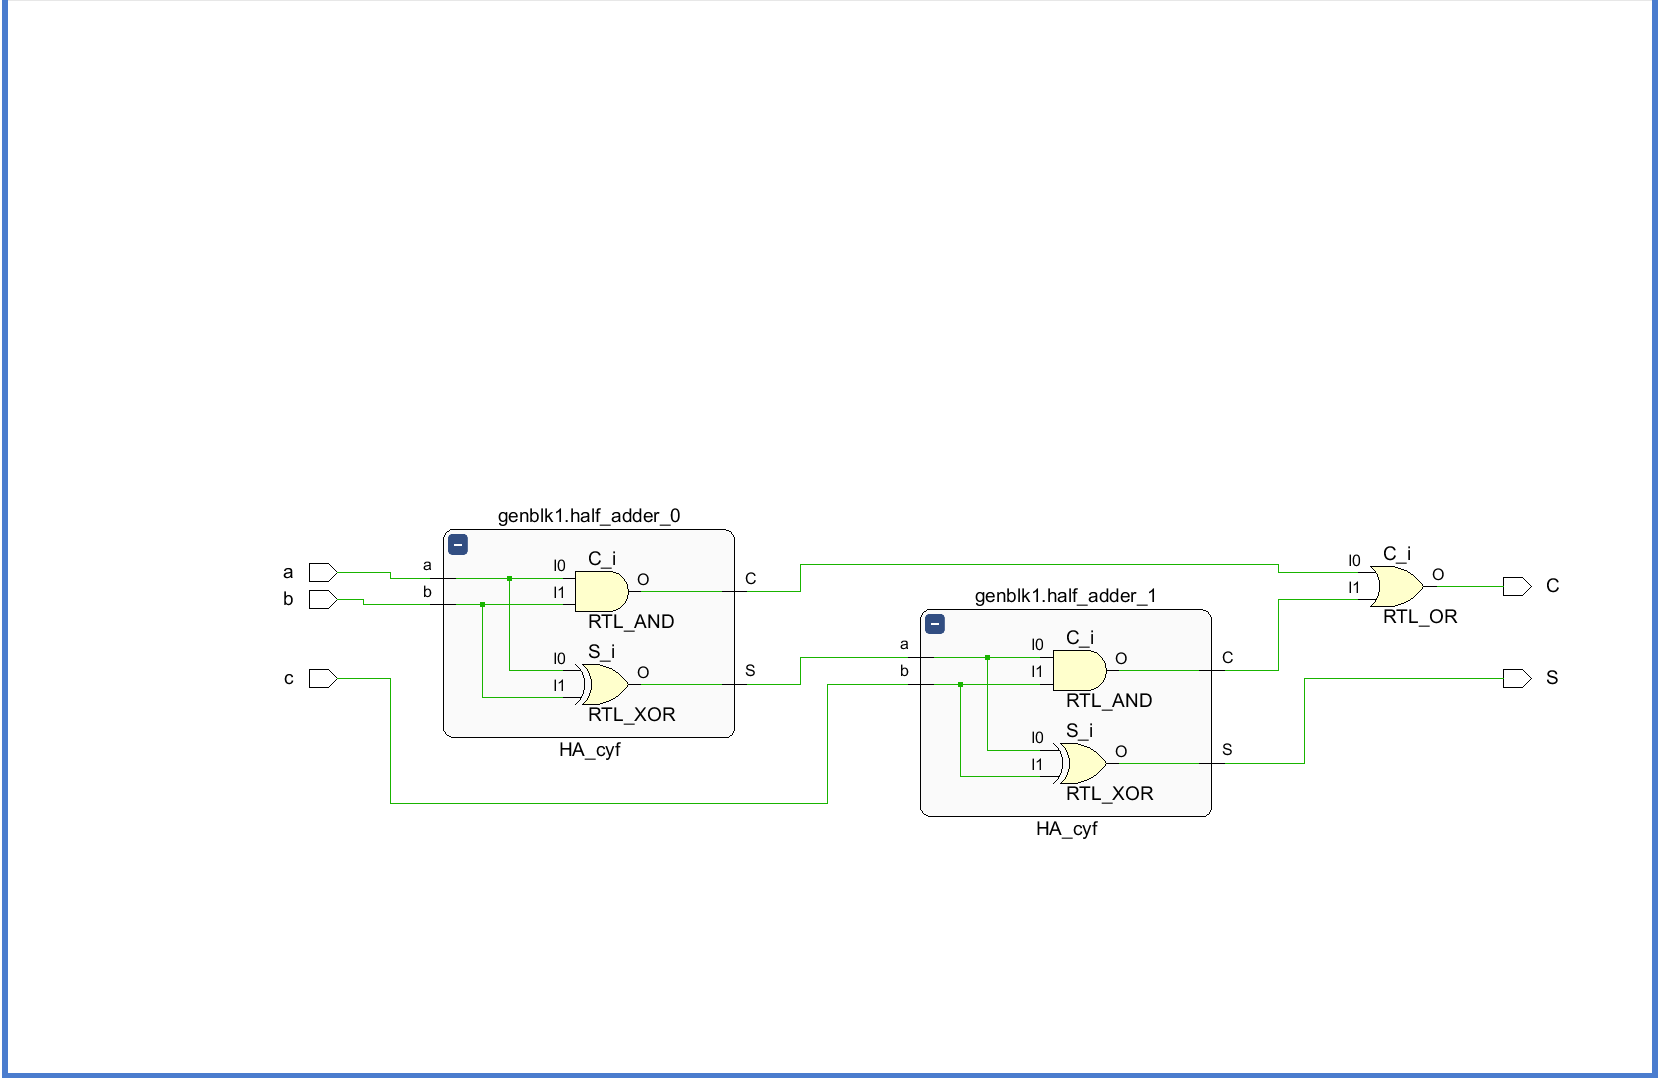 genblk1.half_adder_0
C_i
a
I0
O
C
a
b
I1
b
RTL_AND
S_i
I0
O
S
c
I1
RTL_XOR
HA_cyf
genblk1.half_adder_1
C_i
a
I0
O
C
b
I1
RTL_AND
S_i
I0
O
S
I1
RTL_XOR
HA_cyf
C_i
I0
O
I1
C
RTL_OR
S